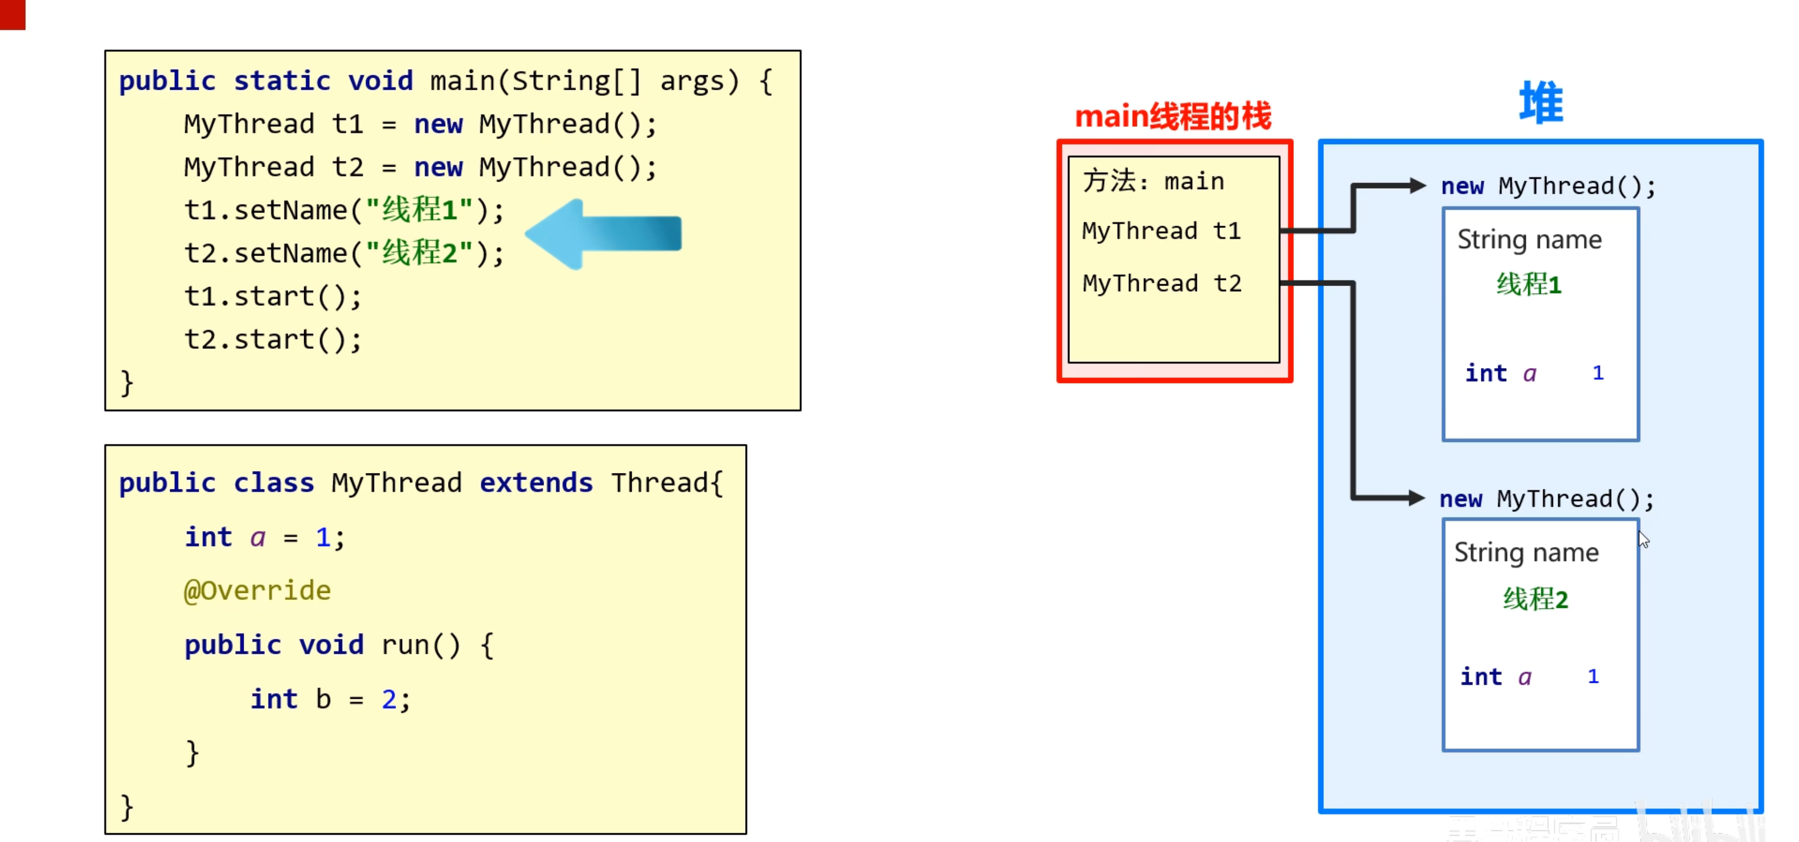 public static void main(String[] args) {
MyThread t1 = new MyThread();
MyThread t2 = new MyThread();
t1.setName("线程1");
t2.setName("线程2");
t1.start();
t2.start();
}
public class MyThread extends Thread{
int a = 1;
@Override
public void run() {
int b = 2;
}
}
main线程的栈
方法：main
MyThread t1
MyThread t2
堆
new MyThread();
String name
线程1
int a 1
new MyThread();
String name
线程2
int a 1